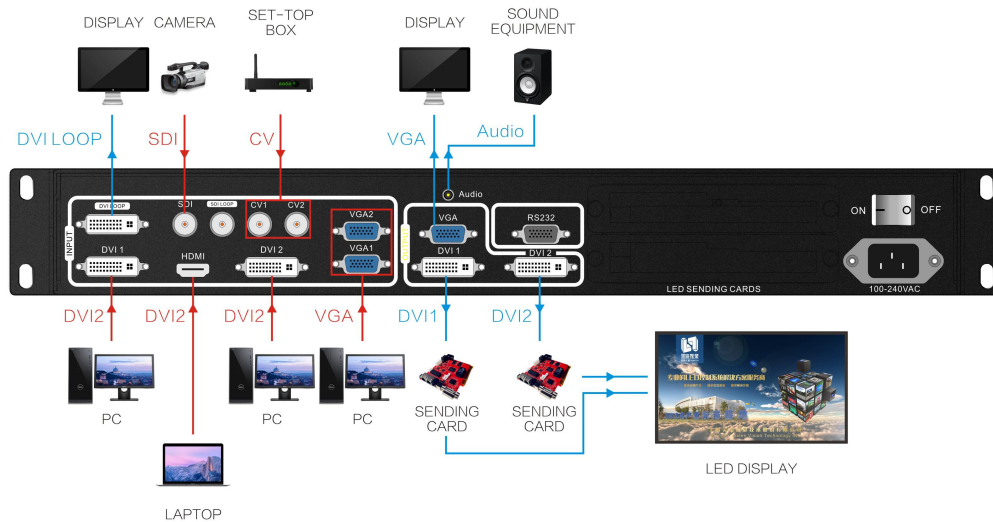 DISPLAY
CAMERA
SET-TOP
BOX
DISPLAY
SOUND
EQUIPMENT
DVI LOOP
SDI
CV
VGA
Audio
Audio
INPUT
DVI LOOP
SDI
SDI LOOP
CV1
CV2
VGA2
VGA
RS232
ON
OFF
DVI 1
HDMI
DVI 2
VGA1
DVI 1
DVI 2
LED SENDING CARDS
100-240VAC
DVI2
DVI2
DVI2
VGA
DVI1
DVI2
PC
PC
PC
SENDING
CARD
SENDING
CARD
LED DISPLAY
LAPTOP